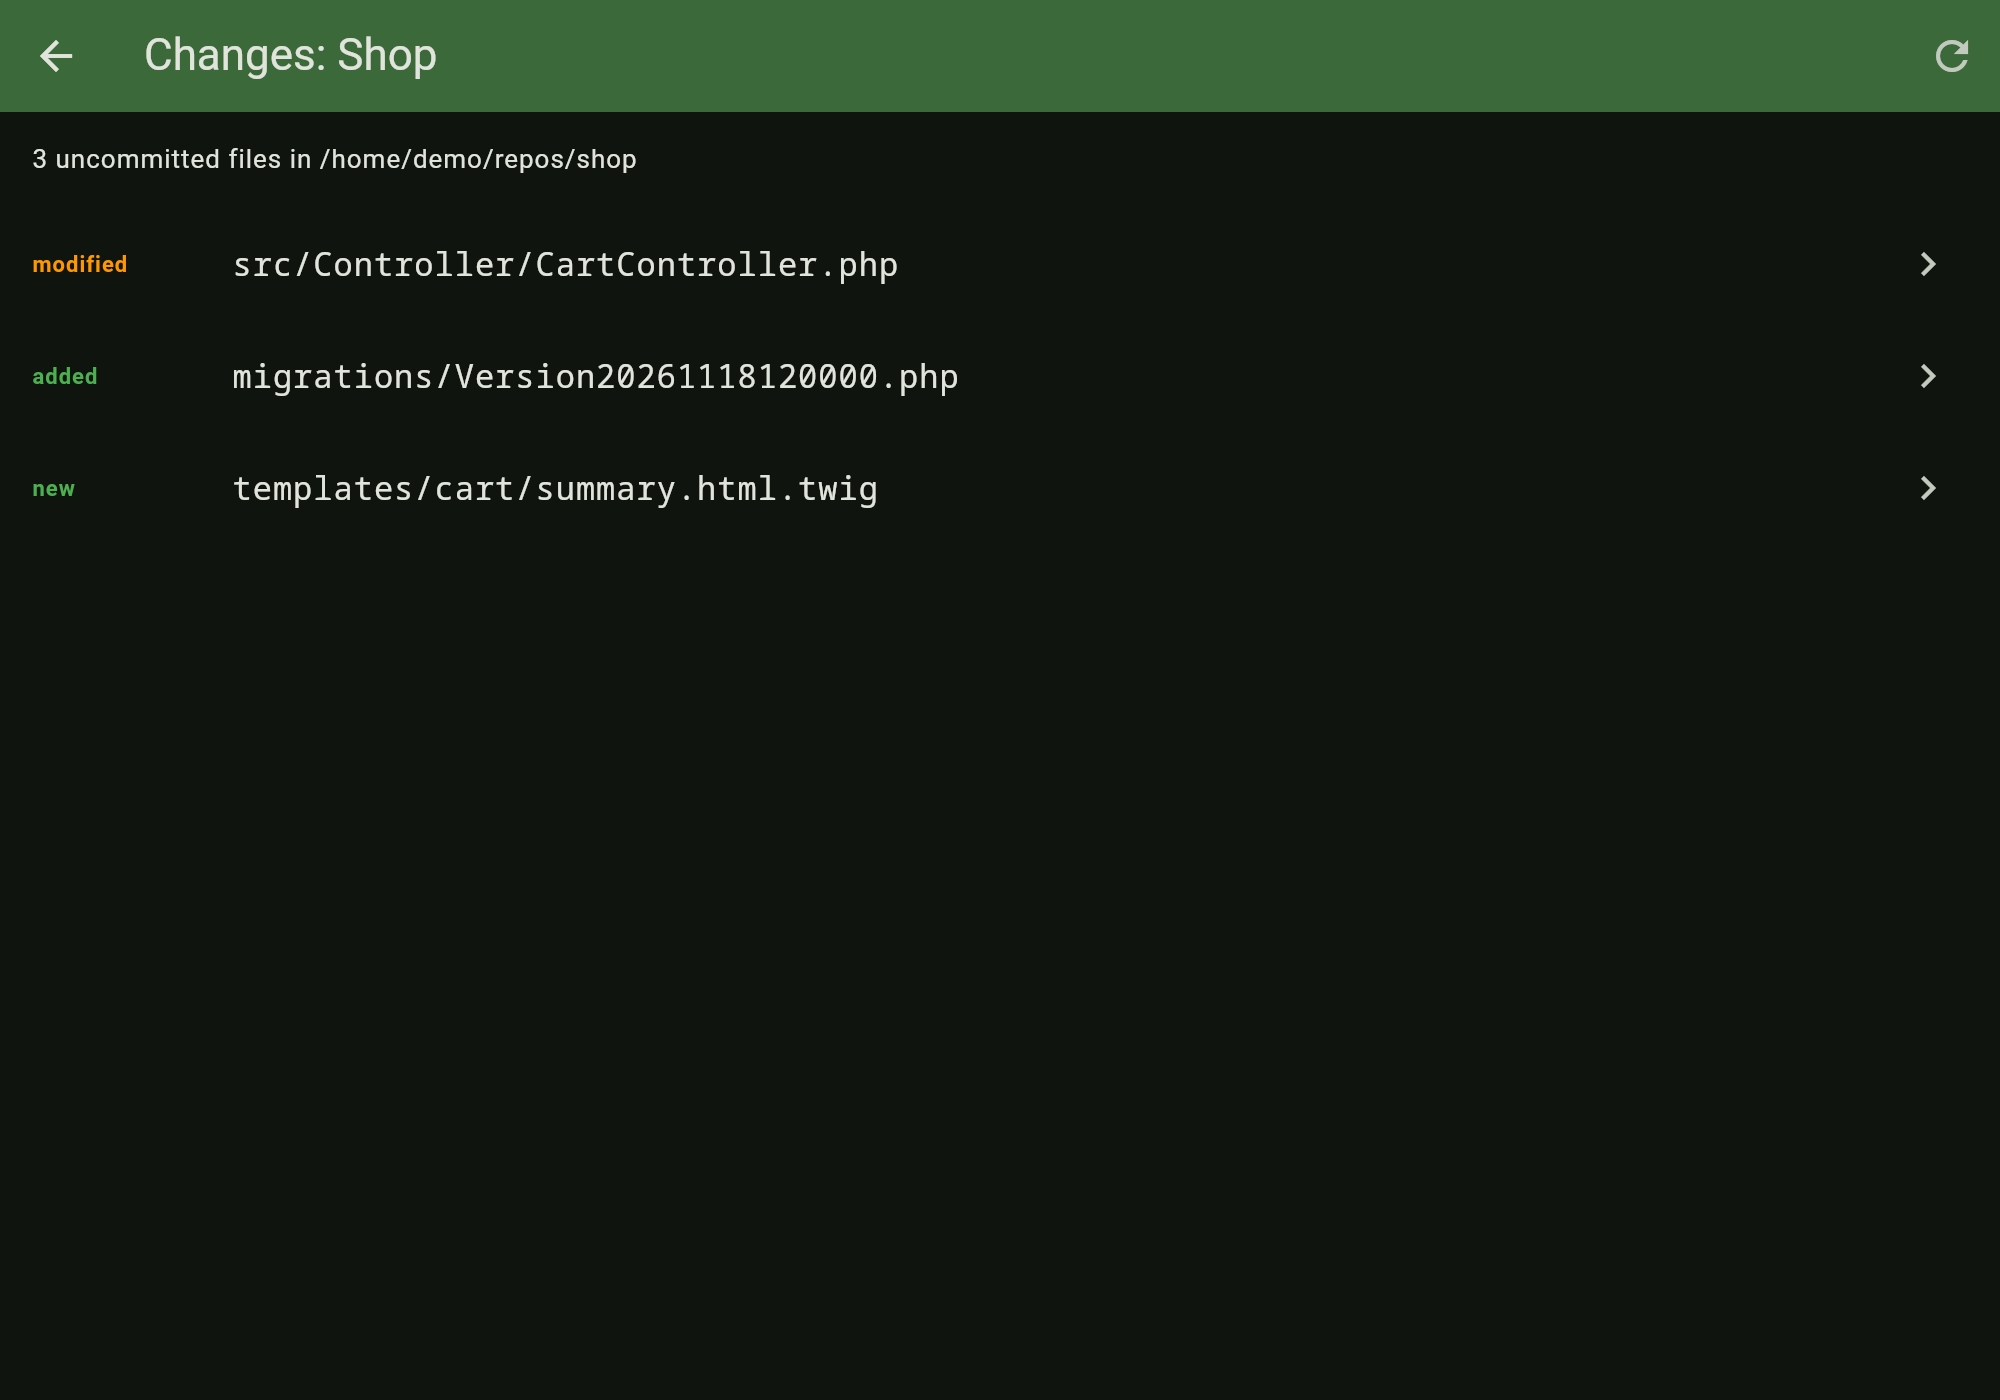 Changes: Shop
3 uncommitted files in /home/demo/repos/shop
modified src/Controller/CartController.php
added migrations/Version20261118120000.php
new templates/cart/summary.html.twig